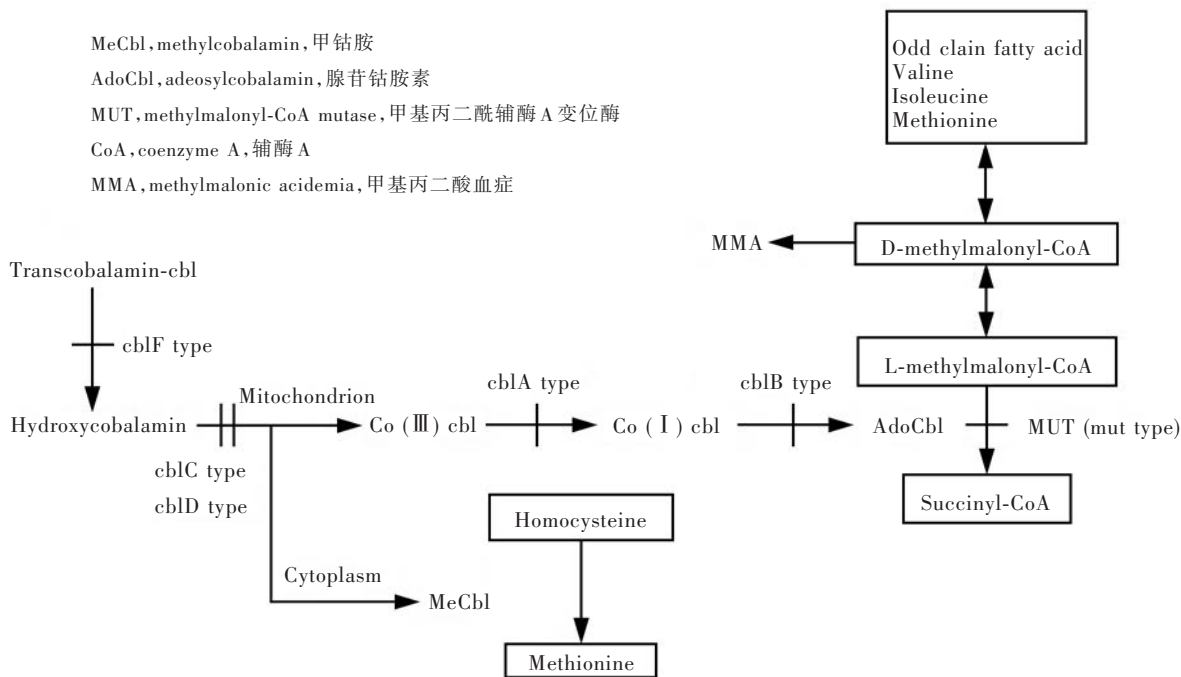 MeCbl,methylcobalamin,甲钴胺
AdoCbl,adeosylcobalamin,腺苷钴胺素
MUT,methylmalonyl-CoA mutase,甲基丙二酰辅酶A变位酶
CoA,coenzyme A,辅酶A
MMA,methylmalonic acidemia,甲基丙二酸血症
Odd clain fatty acid
Valine
Isoleucine
Methionine
MMA
D-methylmalonyl-CoA
Transcobalamin-cbl
cblF type
L-methylmalonyl-CoA
Hydroxycobalamin
Mitochondrion
Co (Ⅲ) cbl
cblA type
Co (Ⅰ) cbl
cblB type
AdoCbl
MUT (mut type)
cblC type
cblD type
Succinyl-CoA
Homocysteine
Cytoplasm
MeCbl
Methionine